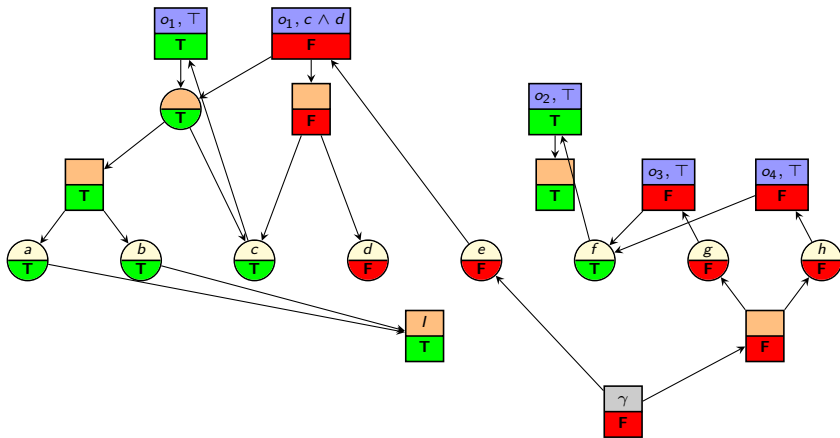 o₁, ⊤
T
o₁, c ∧ d
F
T
F
o₂, ⊤
T
T
T
o₃, ⊤
F
o₄, ⊤
F
a
T
b
T
c
T
d
F
e
F
f
T
g
F
h
F
I
T
F
γ
F